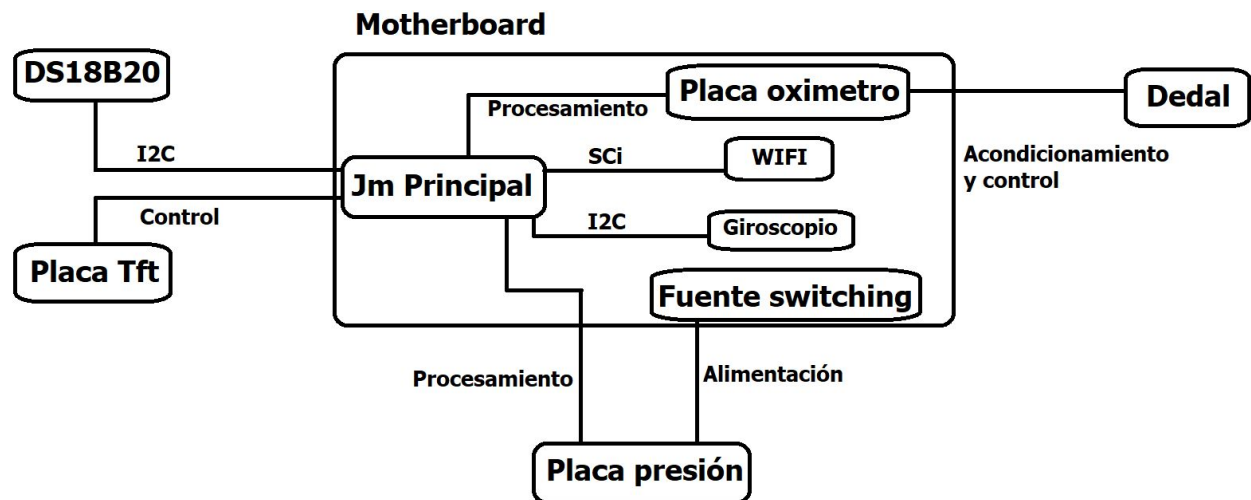 Motherboard
DS18B20
Placa oximetro
Dedal
Procesamiento
I2C
SCi
WIFI
Acondicionamiento
y control
Jm Principal
Control
I2C
Giroscopio
Placa Tft
Fuente switching
Procesamiento
Alimentación
Placa presión